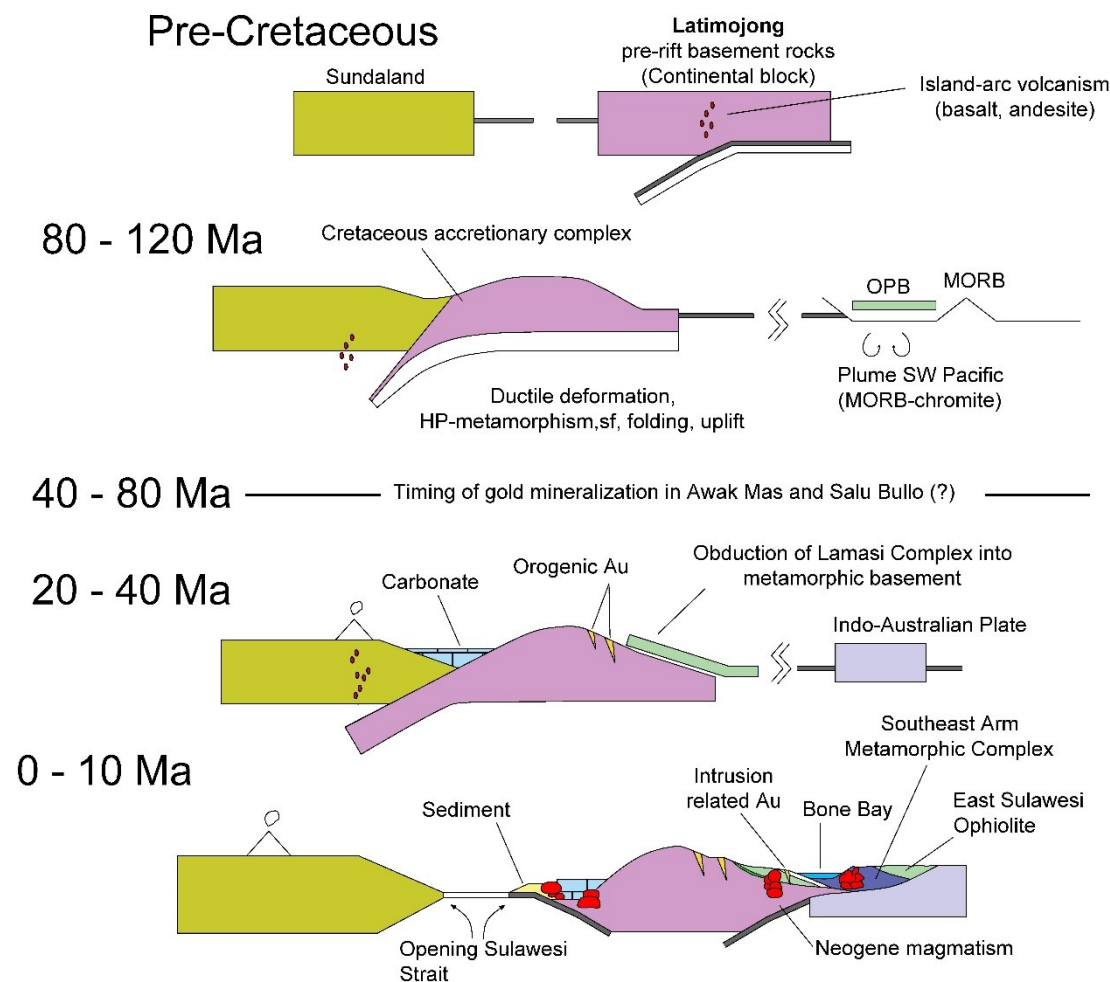 Pre-Cretaceous
Latimojong
pre-rift basement rocks
(Continental block)
Sundaland
Island-arc volcanism
(basalt, andesite)
80 - 120 Ma
Cretaceous accretionary complex
OPB
MORB
Plume SW Pacific
(MORB-chromite)
Ductile deformation,
HP-metamorphism,sf, folding, uplift
40 - 80 Ma
Timing of gold mineralization in Awak Mas and Salu Bullo (?)
20 - 40 Ma
Carbonate
Orogenic Au
Obduction of Lamasi Complex into
metamorphic basement
Indo-Australian Plate
0 - 10 Ma
Southeast Arm
Metamorphic Complex
Sediment
Intrusion
related Au
Bone Bay
East Sulawesi
Ophiolite
Opening Sulawesi
Strait
Neogene magmatism